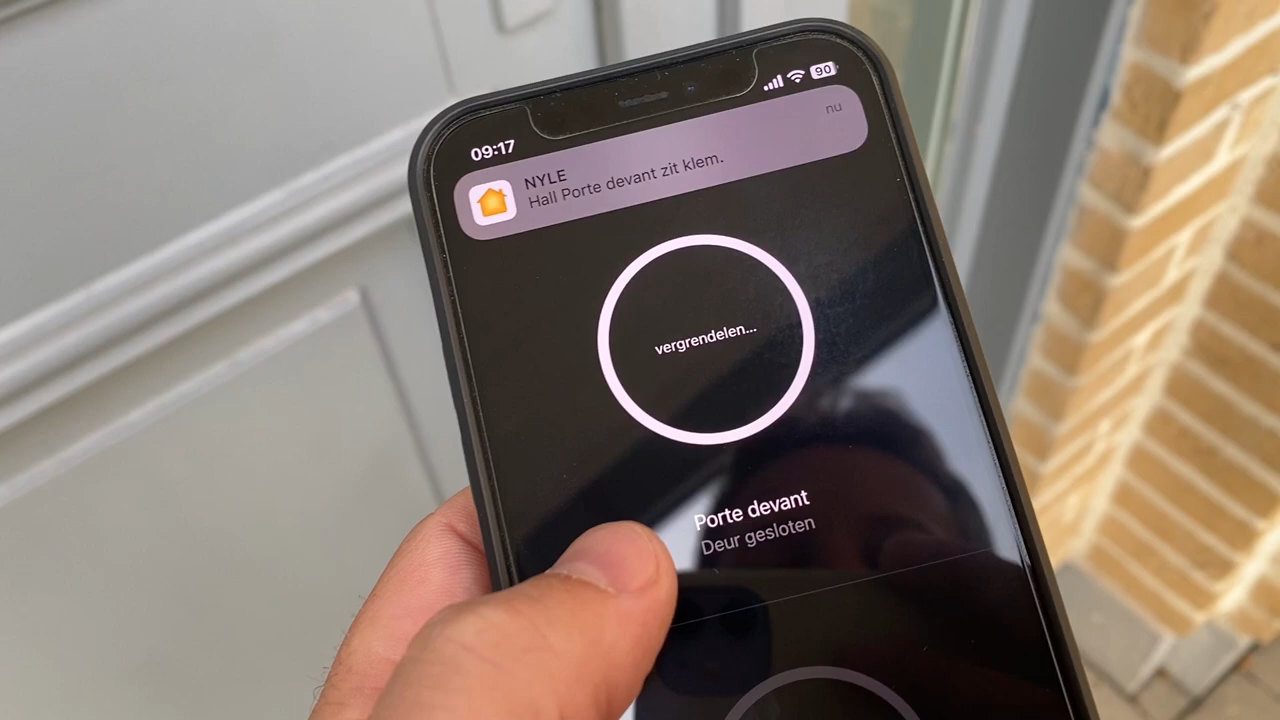 09:17
90
nu
NYLE
Hall Porte devant zit klem.
vergrendelen...
Porte devant
Deur gesloten